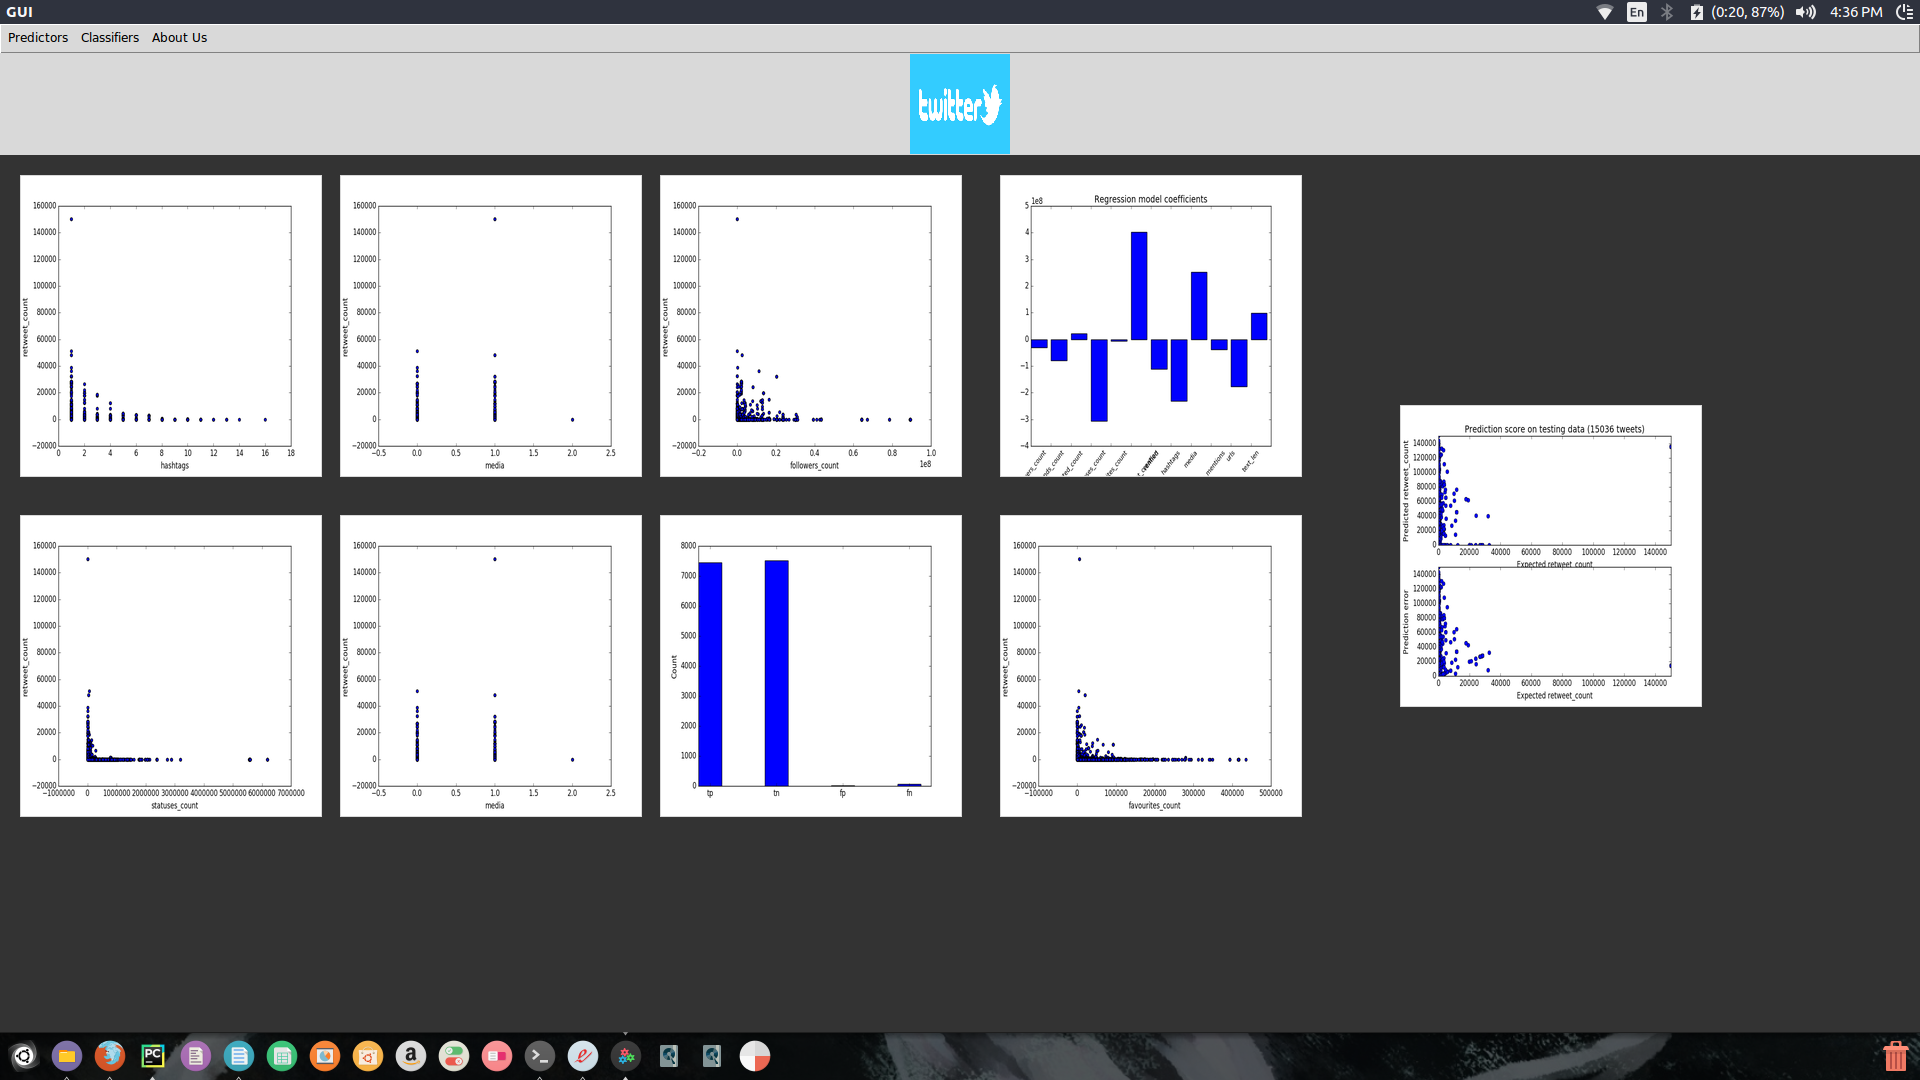 GUI
En
(0:20, 87%)
4:36 PM
Predictors Classifiers About Us
twitter
160000
140000
120000
100000
80000
60000
40000
20000
0
−20000
retweet_count
0 2 4 6 8 10 12 14 16 18
hashtags
160000
140000
120000
100000
80000
60000
40000
20000
0
−20000
retweet_count
−0.5 0.0 0.5 1.0 1.5 2.0 2.5
media
160000
140000
120000
100000
80000
60000
40000
20000
0
−20000
retweet_count
−0.2 0.0 0.2 0.4 0.6 0.8 1.0
1e8
followers_count
Regression model coefficients
1e8
5
4
3
2
1
0
−1
−2
−3
−4
hashtags
media
mentions
urls
text_len
Prediction score on testing data (15036 tweets)
Predicted retweet_count
140000
120000
100000
80000
60000
40000
20000
0
0 20000 40000 60000 80000 100000 120000 140000
Expected retweet_count
Prediction error
140000
120000
100000
80000
60000
40000
20000
0
0 20000 40000 60000 80000 100000 120000 140000
Expected retweet_count
160000
140000
120000
100000
80000
60000
40000
20000
0
−20000
retweet_count
−1000000 0 1000000 2000000 3000000 4000000 5000000 6000000 7000000
statuses_count
160000
140000
120000
100000
80000
60000
40000
20000
0
−20000
retweet_count
−0.5 0.0 0.5 1.0 1.5 2.0 2.5
media
8000
7000
6000
5000
4000
3000
2000
1000
0
Count
tp tn fp fn
160000
140000
120000
100000
80000
60000
40000
20000
0
−20000
retweet_count
−100000 0 100000 200000 300000 400000 500000
favourites_count
PC
a